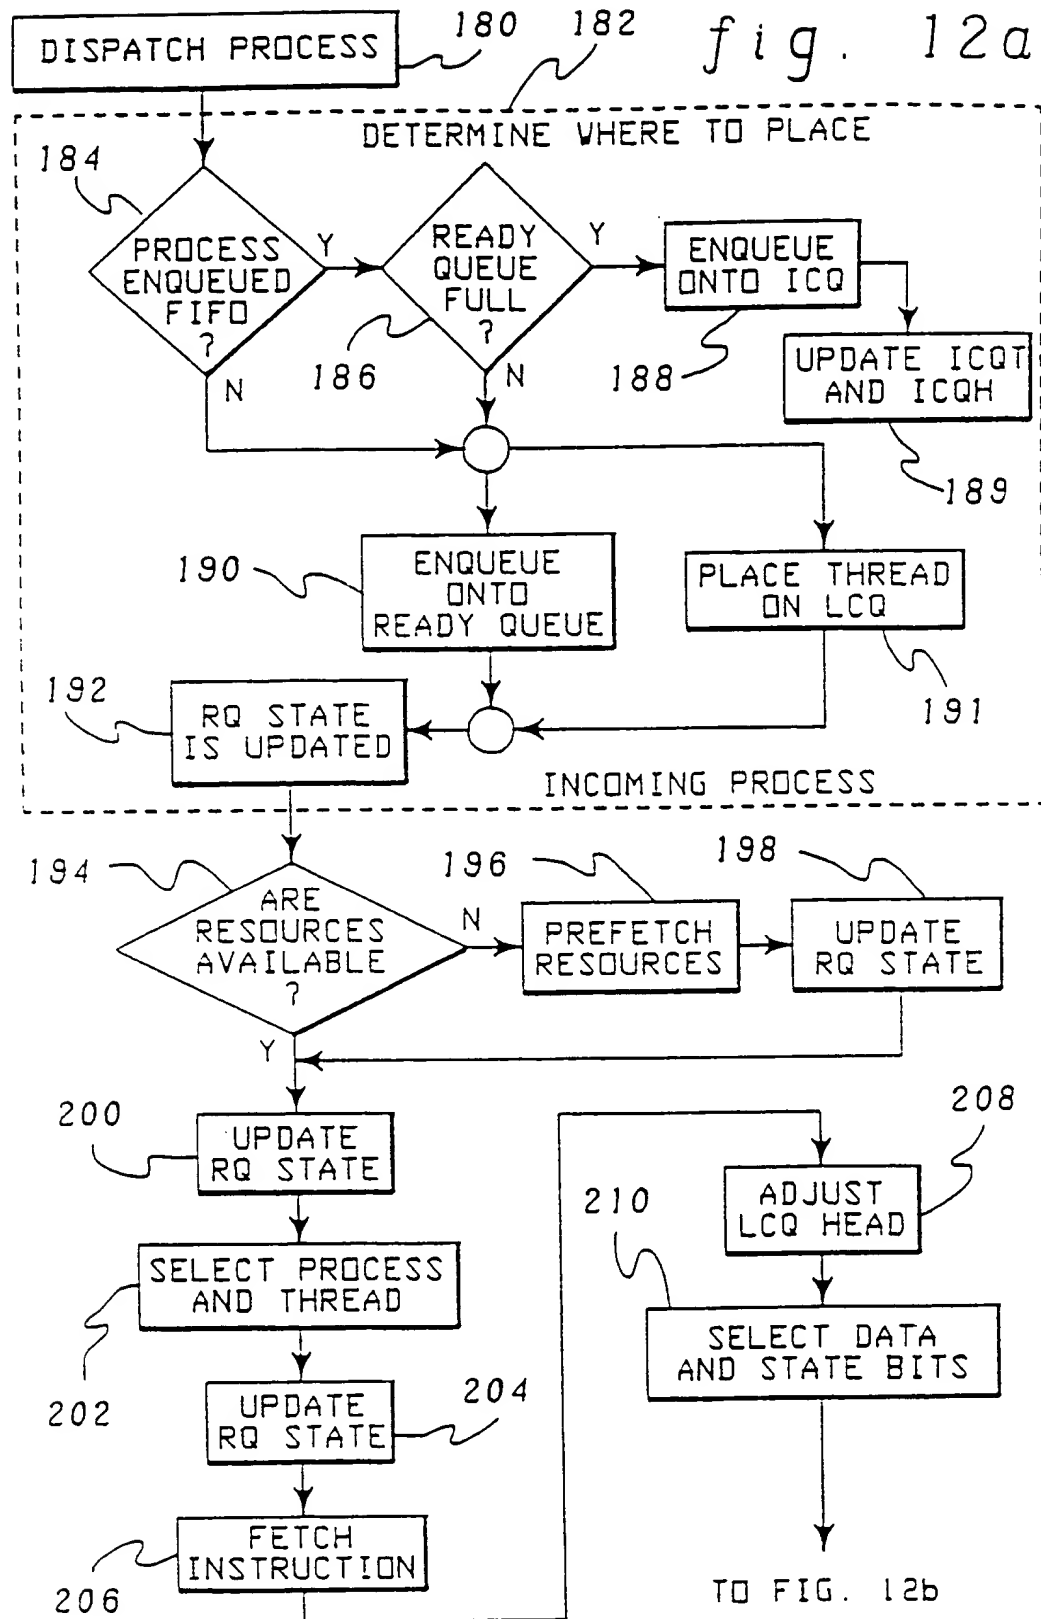 fig. 12a
DISPATCH PROCESS
180
182
DETERMINE WHERE TO PLACE
184
PROCESS
ENQUEUED
FIFO
?
Y
N
READY
QUEUE
FULL
?
Y
N
186
ENQUEUE
ONTO ICQ
188
UPDATE ICQT
AND ICQH
189
190
ENQUEUE
ONTO
READY QUEUE
PLACE THREAD
ON LCQ
191
192
RQ STATE
IS UPDATED
INCOMING PROCESS
194
ARE
RESOURCES
AVAILABLE
?
N
Y
196
PREFETCH
RESOURCES
198
UPDATE
RQ STATE
200
UPDATE
RQ STATE
SELECT PROCESS
AND THREAD
202
UPDATE
RQ STATE
204
FETCH
INSTRUCTION
206
208
ADJUST
LCQ HEAD
210
SELECT DATA
AND STATE BITS
TO FIG. 12b